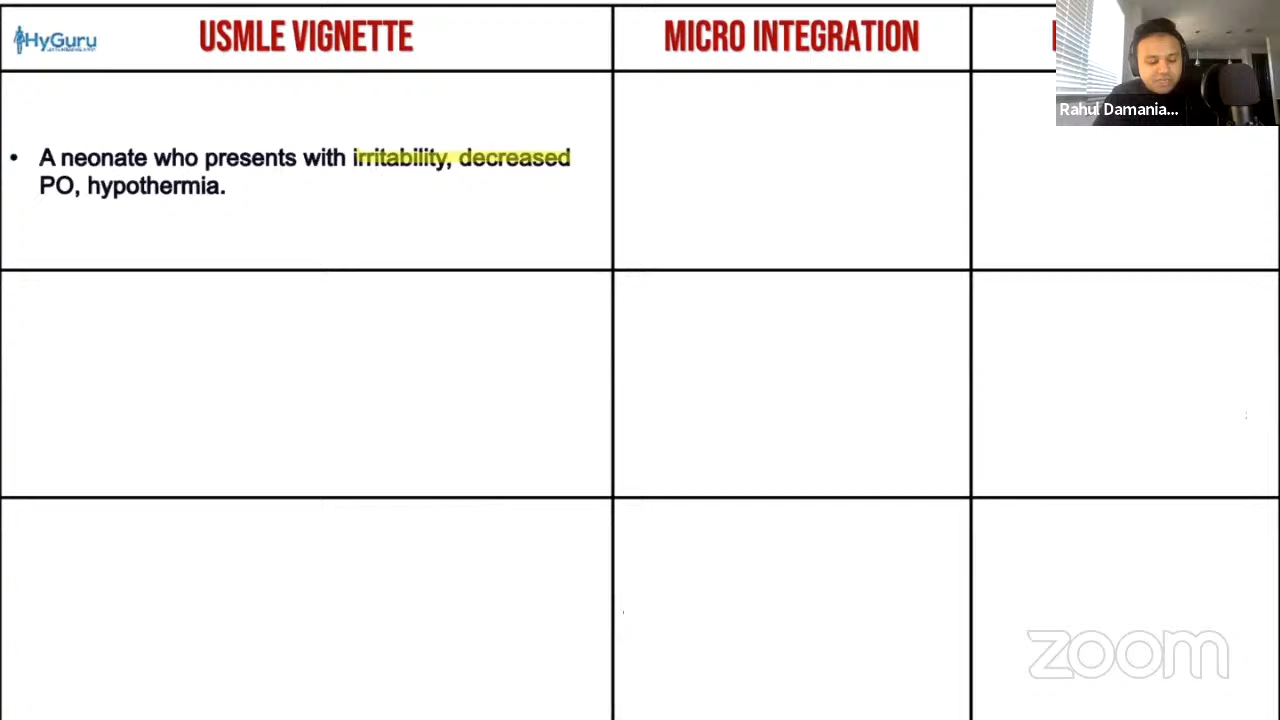 HyGuru
USMLE VIGNETTE
MICRO INTEGRATION
Rahul Damania...
• A neonate who presents with irritability, decreased
PO, hypothermia.
zoom